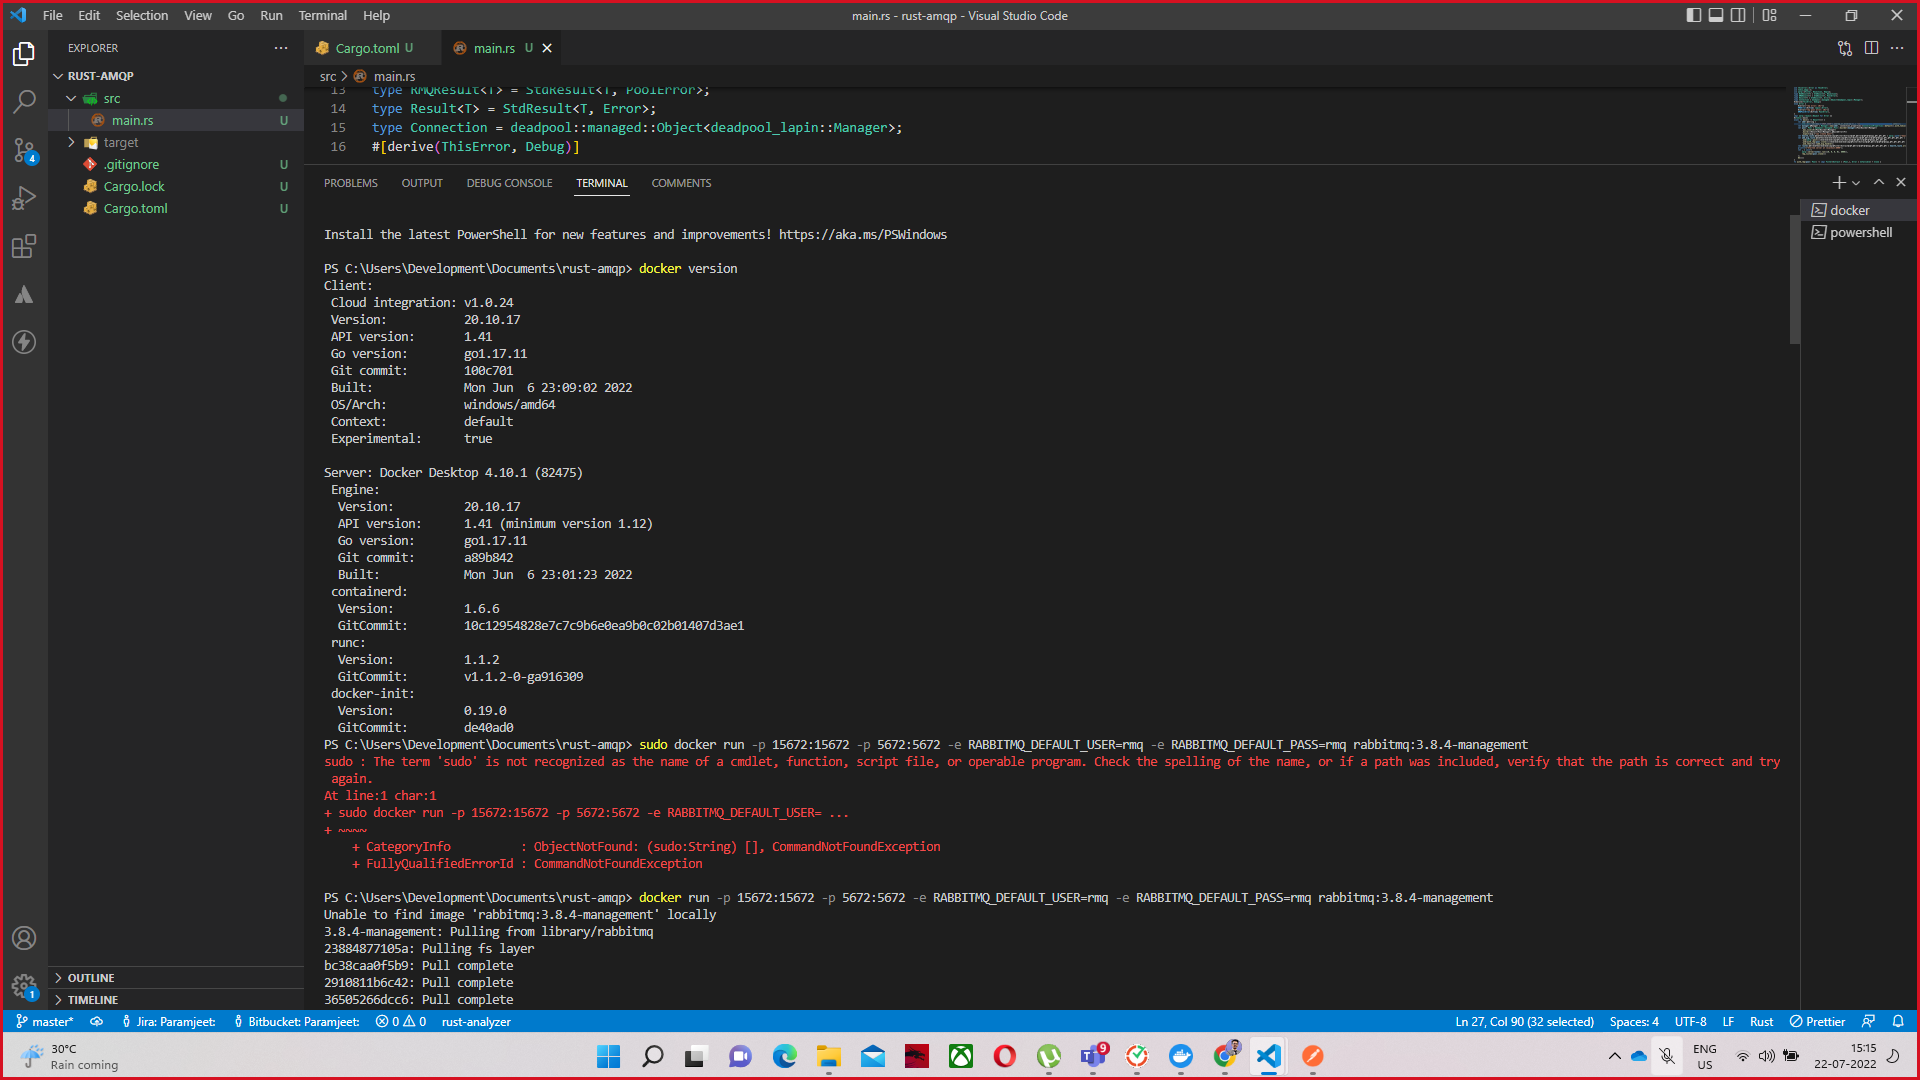 File Edit Selection View Go Run Terminal Help
main.rs - rust-amqp - Visual Studio Code
EXPLORER
RUST-AMQP
src
main.rs U
target
.gitignore U
Cargo.lock U
Cargo.toml U
OUTLINE
TIMELINE
4
1
Cargo.toml U
main.rs U
src > main.rs
13 type RMQResult<T> = StdResult<T, PoolError>;
14 type Result<T> = StdResult<T, Error>;
15 type Connection = deadpool::managed::Object<deadpool_lapin::Manager>;
16 #[derive(ThisError, Debug)]
PROBLEMS OUTPUT DEBUG CONSOLE TERMINAL COMMENTS
docker
powershell
Install the latest PowerShell for new features and improvements! https://aka.ms/PSWindows
PS C:\Users\Development\Documents\rust-amqp> docker version
Client:
Cloud integration: v1.0.24
Version: 20.10.17
API version: 1.41
Go version: go1.17.11
Git commit: 100c701
Built: Mon Jun 6 23:09:02 2022
OS/Arch: windows/amd64
Context: default
Experimental: true
Server: Docker Desktop 4.10.1 (82475)
Engine:
Version: 20.10.17
API version: 1.41 (minimum version 1.12)
Go version: go1.17.11
Git commit: a89b842
Built: Mon Jun 6 23:01:23 2022
containerd:
Version: 1.6.6
GitCommit: 10c12954828e7c7c9b6e0ea9b0c02b01407d3ae1
runc:
Version: 1.1.2
GitCommit: v1.1.2-0-ga916309
docker-init:
Version: 0.19.0
GitCommit: de40ad0
PS C:\Users\Development\Documents\rust-amqp> sudo docker run -p 15672:15672 -p 5672:5672 -e RABBITMQ_DEFAULT_USER=rmq -e RABBITMQ_DEFAULT_PASS=rmq rabbitmq:3.8.4-management
sudo : The term 'sudo' is not recognized as the name of a cmdlet, function, script file, or operable program. Check the spelling of the name, or if a path was included, verify that the path is correct and try
again.
At line:1 char:1
+ sudo docker run -p 15672:15672 -p 5672:5672 -e RABBITMQ_DEFAULT_USER= ...
+ ~~~~
+ CategoryInfo : ObjectNotFound: (sudo:String) [], CommandNotFoundException
+ FullyQualifiedErrorId : CommandNotFoundException
PS C:\Users\Development\Documents\rust-amqp> docker run -p 15672:15672 -p 5672:5672 -e RABBITMQ_DEFAULT_USER=rmq -e RABBITMQ_DEFAULT_PASS=rmq rabbitmq:3.8.4-management
Unable to find image 'rabbitmq:3.8.4-management' locally
3.8.4-management: Pulling from library/rabbitmq
23884877105a: Pulling fs layer
bc38caa0f5b9: Pull complete
2910811b6c42: Pull complete
36505266dcc6: Pull complete
master* Jira: Paramjeet: Bitbucket: Paramjeet: 0 0 rust-analyzer
Ln 27, Col 90 (32 selected) Spaces: 4 UTF-8 LF Rust Prettier
30°C
Rain coming
9
ENG
US
15:15
22-07-2022